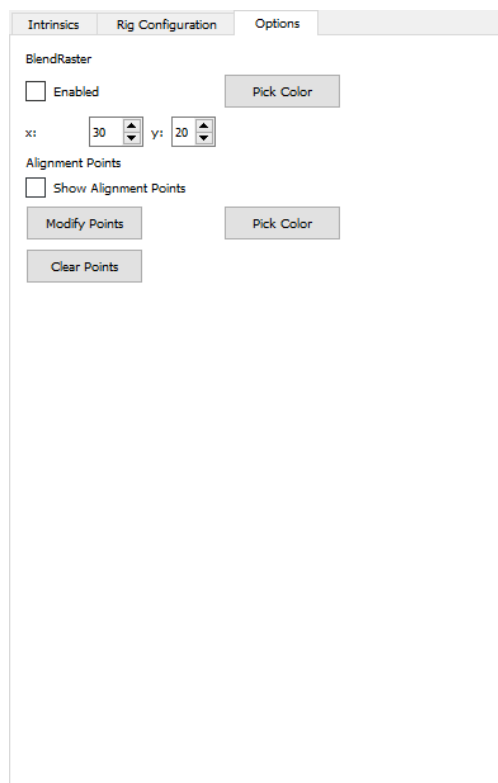 Intrinsics Rig Configuration Options
BlendRaster
Enabled Pick Color
x: 30 y: 20
Alignment Points
Show Alignment Points
Modify Points Pick Color
Clear Points